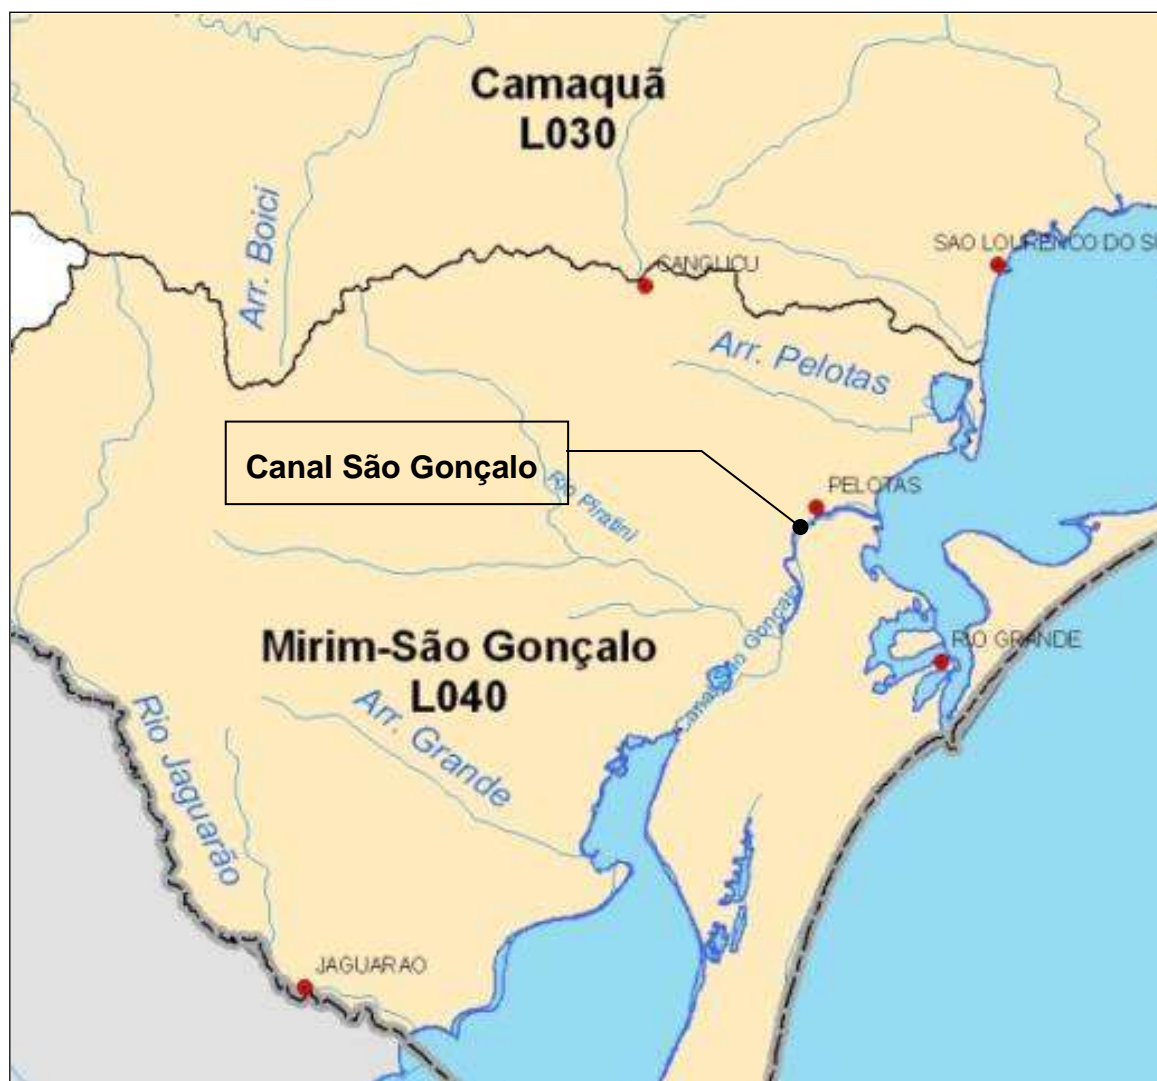 Camaquã
L030
Arr. Boici
SAO LOURENCO DO SU
CANGUCU
Arr. Pelotas
Canal São Gonçalo
PELOTAS
Rio Piratini
Canal São Gonçalo
Mirim-São Gonçalo
L040
RIO GRANDE
Arr. Grande
Rio Jaguarão
JAGUARAO